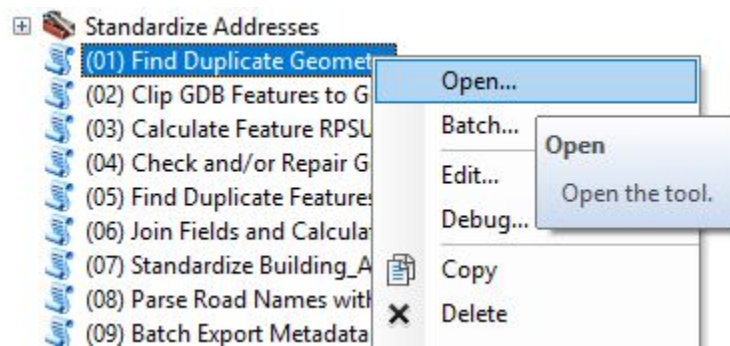 Standardize Addresses
(01) Find Duplicate Geomet
Open...
(02) Clip GDB Features to G
Batch...
Open
(03) Calculate Feature RPSU
(04) Check and/or Repair G
Edit...
Open the tool.
(05) Find Duplicate Features
Debug...
(06) Join Fields and Calcula
(07) Standardize Building_A
Copy
(08) Parse Road Names with
Delete
(09) Batch Export Metadata